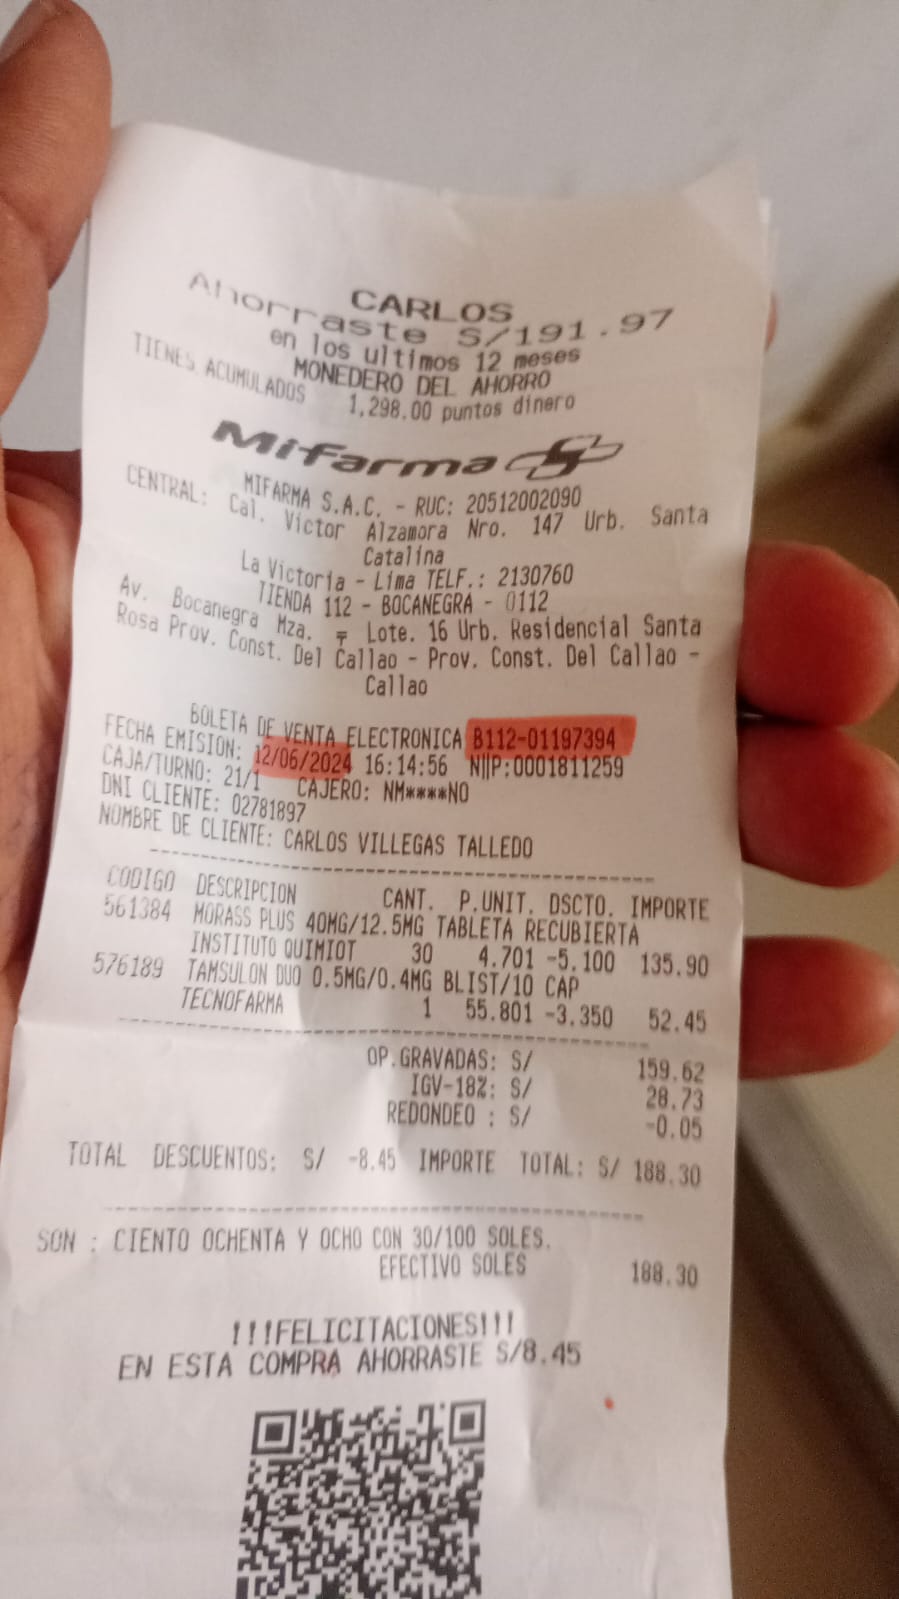 CARLOS
Ahorraste S/191.97
en los ultimos 12 meses
MONEDERO DEL AHORRO
TIENES ACUMULADOS 1,298.00 puntos dinero
Mifarma
MIFARMA S.A.C. - RUC: 20512002090
CENTRAL: Cal. Victor Alzamora Nro. 147 Urb. Santa
Catalina
La Victoria - Lima TELF.: 2130760
TIENDA 112 - BOCANEGRA - 0112
Av. Bocanegra Mza. Lote. 16 Urb. Residencial Santa
Rosa Prov. Const. Del Callao - Prov. Const. Del Callao -
Callao
BOLETA DE VENTA ELECTRONICA B112-01197394
FECHA EMISION: 12/06/2024 16:14:56 N||P:0001811259
CAJA/TURNO: 21/1 CAJERO: NM****NO
DNI CLIENTE: 02781897
NOMBRE DE CLIENTE: CARLOS VILLEGAS TALLEDO
CODIGO DESCRIPCION CANT. P.UNIT. DSCTO. IMPORTE
561384 MORASS PLUS 40MG/12.5MG TABLETA RECUBIERTA
INSTITUTO QUIMIOT 30 4.701 -5.100 135.90
576189 TAMSULON DUO 0.5MG/0.4MG BLIST/10 CAP
TECNOFARMA 1 55.801 -3.350 52.45
OP.GRAVADAS: S/ 159.62
IGV-18%: S/ 28.73
REDONDEO : S/ -0.05
TOTAL DESCUENTOS: S/ -8.45 IMPORTE TOTAL: S/ 188.30
SON : CIENTO OCHENTA Y OCHO CON 30/100 SOLES.
EFECTIVO SOLES 188.30
!!!FELICITACIONES!!!
EN ESTA COMPRA AHORRASTE S/8.45